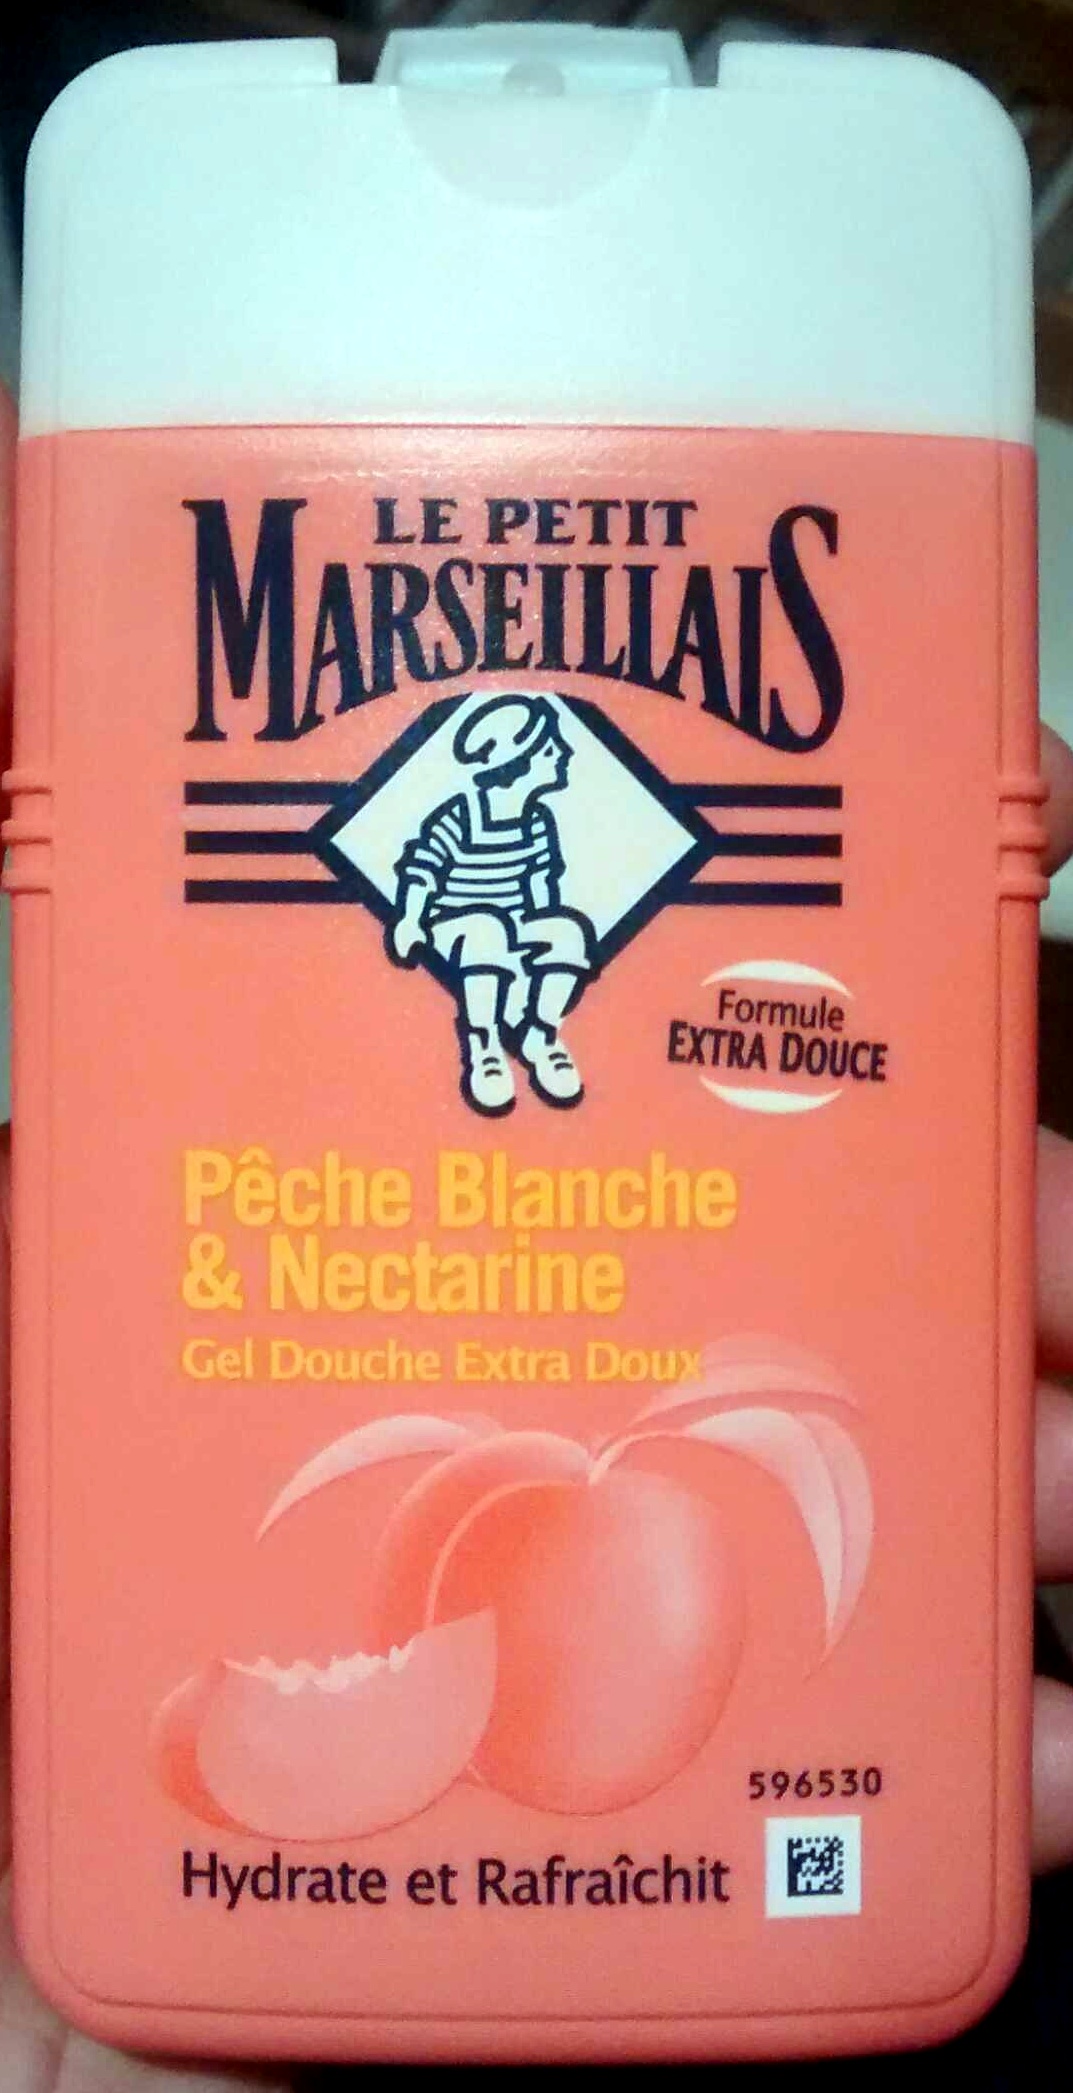 LE PETIT
MARSEILLAIS
Formule
EXTRA DOUCE
Pêche Blanche
& Nectarine
Gel Douche Extra Doux
596530
Hydrate et Rafraîchit